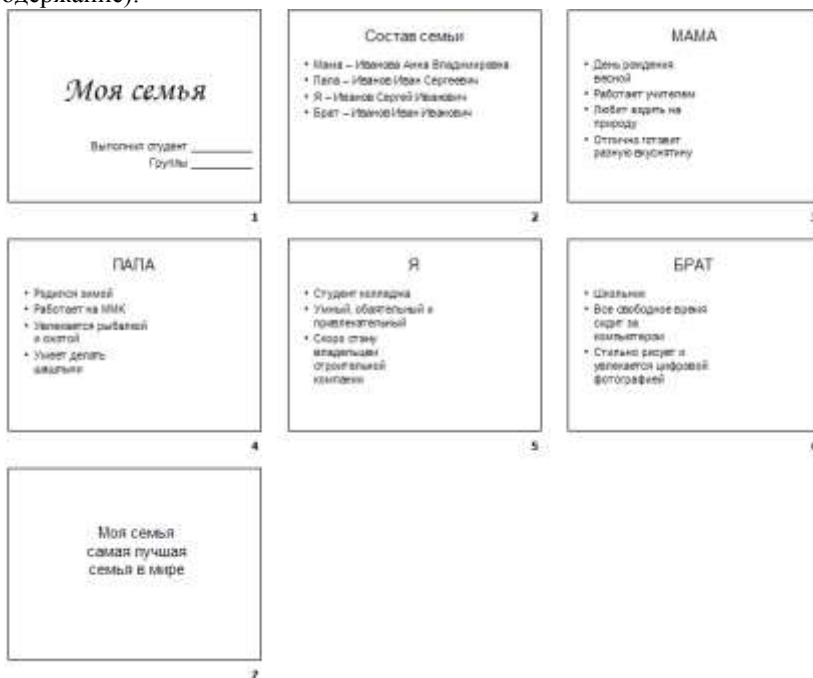 одержание).
Моя семья
Выполнил студент
Группы
1
Состав семьи
• Мама – Иванова Анна Владимировна
• Папа – Иванов Иван Сергеевич
• Я – Иванов Сергей Иванович
• Брат – Иванов Иван Иванович
2
МАМА
• День рождения
весной
• Работает учителем
• Любит ездить на
природу
• Отлично готовит
разную вкуснятину
ПАПА
• Родился зимой
• Работает на ММК
• Увлекается рыбалкой
и охотой
• Умеет делать
шашлыки
4
Я
• Студент колледжа
• Умный, обаятельный и
привлекательный
• Скоро стану
владельцем
строительной
компании
5
БРАТ
• Школьник
• Все свободное время
сидит за
компьютером
• Стильно рисует и
увлекается цифровой
фотографией
Моя семья
самая лучшая
семья в мире
7